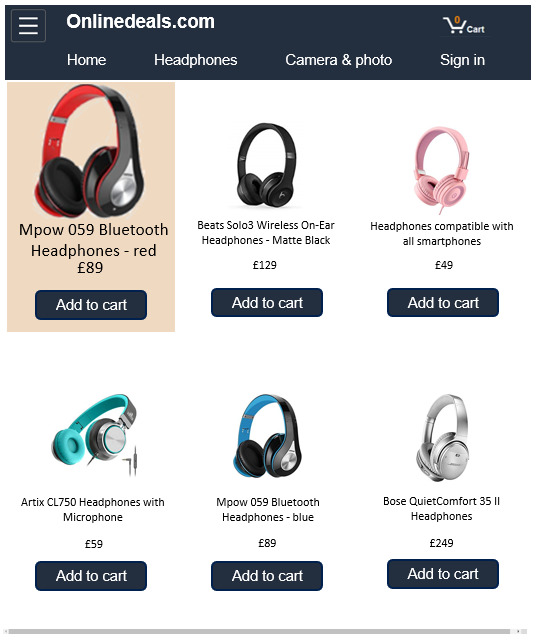 Onlinedeals.com
0
Cart
Home Headphones Camera & photo Sign in
Mpow 059 Bluetooth
Headphones - red
£89
Add to cart
Beats Solo3 Wireless On-Ear
Headphones - Matte Black
£129
Add to cart
Headphones compatible with
all smartphones
£49
Add to cart
Artix CL750 Headphones with
Microphone
£59
Add to cart
Mpow 059 Bluetooth
Headphones - blue
£89
Add to cart
Bose QuietComfort 35 II
Headphones
£249
Add to cart